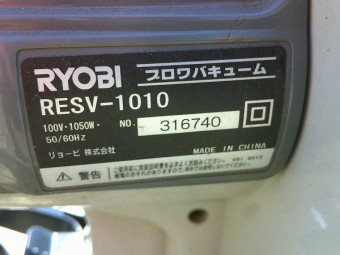 RYOBI ブロワバキューム
RESV-1010
100V・1050W・ NO. 316740
50/60Hz
リョービ 株式会社 MADE IN CHINA
警告